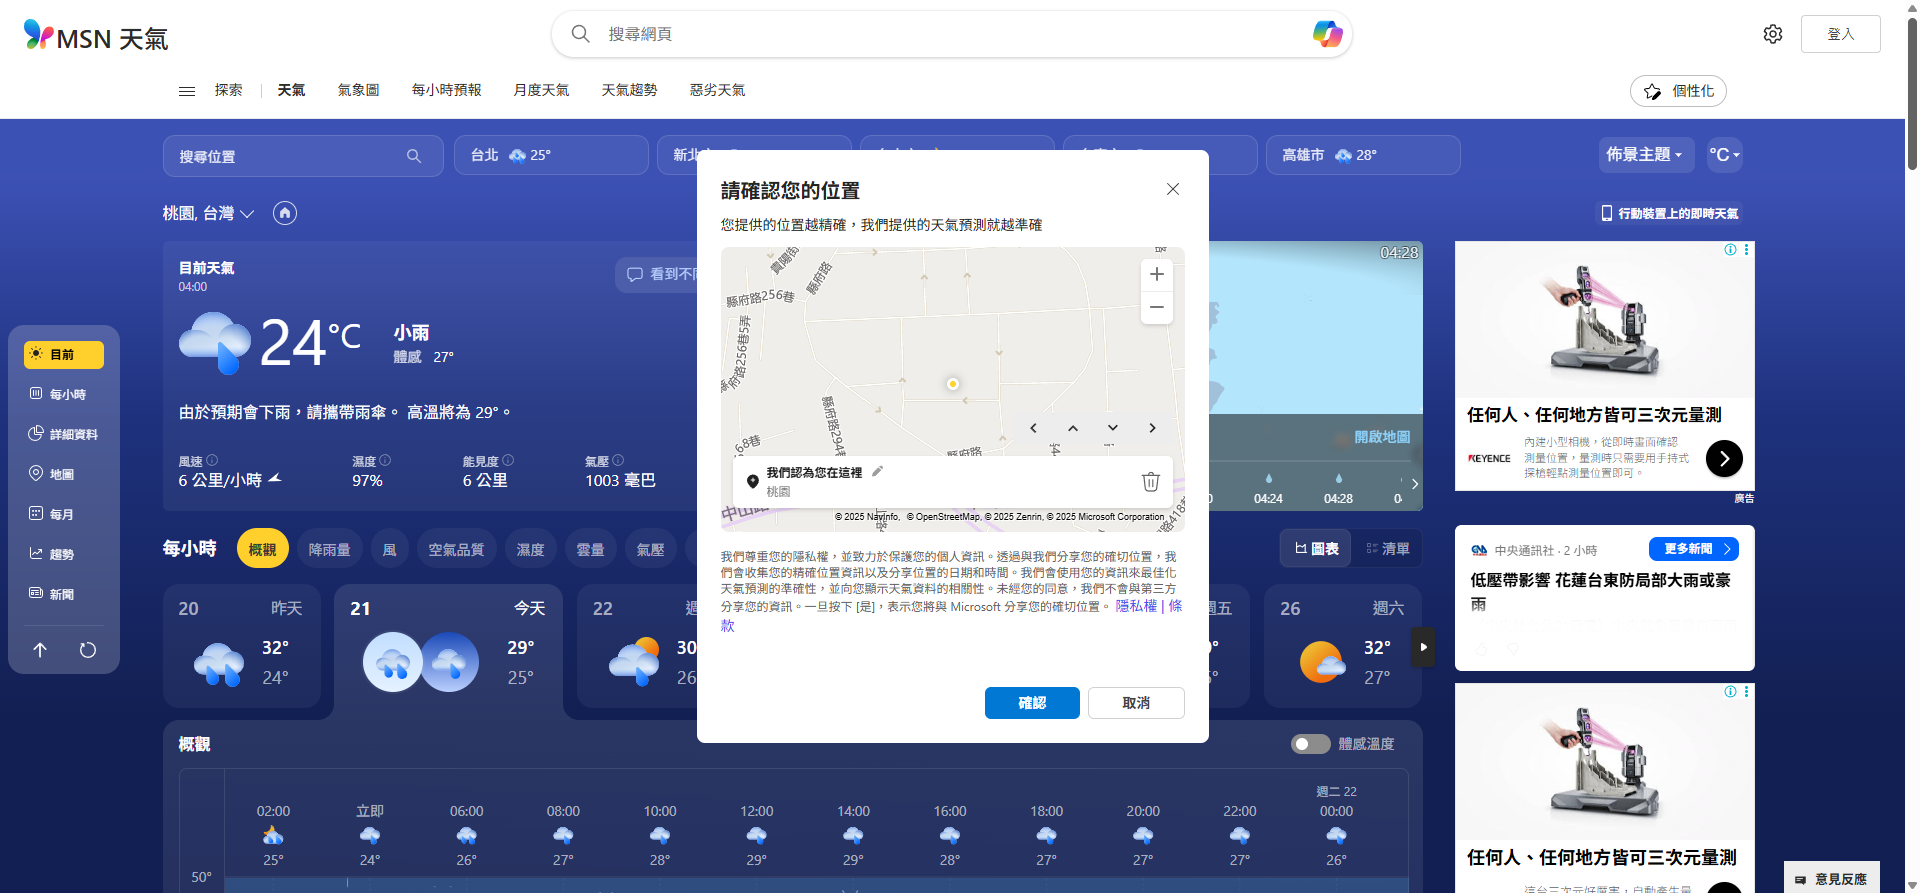 MSN 天氣
搜尋網頁
登入
探索
天氣
氣象圖
每小時預報
月度天氣
天氣趨勢
惡劣天氣
個性化
搜尋位置
台北 25°
新北
高雄市 28°
佈景主題
°C
桃園, 台灣
行動裝置上的即時天氣
目前天氣
04:00
看到不同
24°C
小雨
體感 27°
由於預期會下雨，請攜帶雨傘。 高溫將為 29°。
風速
6 公里/小時
濕度
97%
能見度
6 公里
氣壓
1003 毫巴
目前
每小時
詳細資料
地圖
每月
趨勢
新聞
請確認您的位置
您提供的位置越精確，我們提供的天氣預測就越準確
貴陽街
縣府路
縣府路256巷
縣府路256巷5弄
縣府路294巷
縣府路
我們認為您在這裡
桃園
中山路
© 2025 NavInfo, © OpenStreetMap, © 2025 Zenrin, © 2025 Microsoft Corporation
我們尊重您的隱私權，並致力於保護您的個人資訊。透過與我們分享您的確切位置，我
們會收集您的精確位置資訊以及分享位置的日期和時間。我們會使用您的資訊來最佳化
天氣預測的準確性，並向您顯示天氣資料的相關性。未經您的同意，我們不會與第三方
分享您的資訊。一旦按下 [是]，表示您將與 Microsoft 分享您的確切位置。 隱私權 | 條
款
確認
取消
04:28
開啟地圖
04:24
04:28
任何人、任何地方皆可三次元量測
KEYENCE
內建小型相機，從即時畫面確認
測量位置，量測時只需要用手持式
探槍輕點測量位置即可。
廣告
每小時
概觀
降雨量
風
空氣品質
濕度
雲量
氣壓
圖表
清單
20 昨天
32°
24°
21 今天
29°
25°
22
30
26
週五
26 週六
32°
27°
中央通訊社 · 2 小時
更多新聞
低壓帶影響 花蓮台東防局部大雨或豪
雨
概觀
體感溫度
週二 22
02:00 立即 06:00 08:00 10:00 12:00 14:00 16:00 18:00 20:00 22:00 00:00
25° 24° 26° 27° 28° 29° 29° 28° 27° 27° 27° 26°
50°
任何人、任何地方皆可三次元量測
意見反應